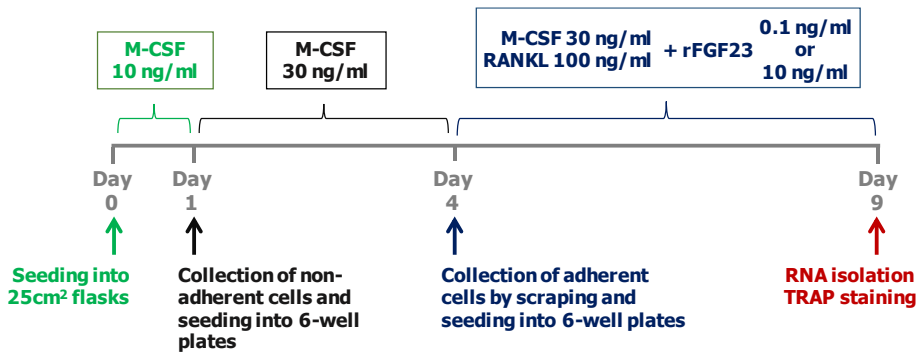 M-CSF
10 ng/ml
M-CSF
30 ng/ml
M-CSF 30 ng/ml
RANKL 100 ng/ml
+ rFGF23
0.1 ng/ml
or
10 ng/ml
Day
0
Day
1
Day
4
Day
9
Seeding into
25cm² flasks
Collection of non-
adherent cells and
seeding into 6-well
plates
Collection of adherent
cells by scraping and
seeding into 6-well plates
RNA isolation
TRAP staining